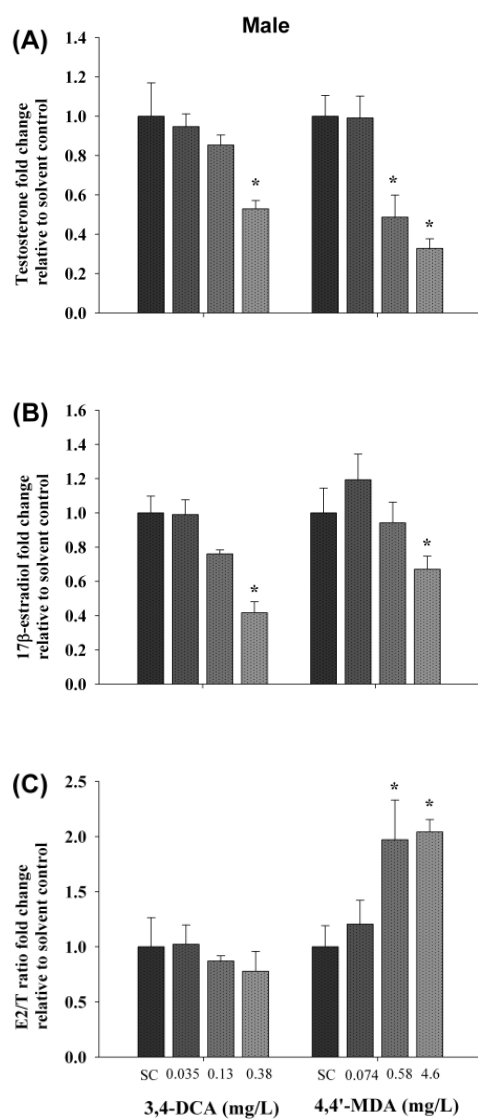 Male
(A)
Testosterone fold change
relative to solvent control
1.4
1.2
1.0
0.8
0.6
0.4
0.2
0.0
*
*
*
(B)
17β-estradiol fold change
relative to solvent control
1.6
1.4
1.2
1.0
0.8
0.6
0.4
0.2
0.0
*
*
(C)
E2/T ratio fold change
relative to solvent control
2.5
2.0
1.5
1.0
0.5
0.0
*
*
SC 0.035 0.13 0.38 SC 0.074 0.58 4.6
3,4-DCA (mg/L) 4,4'-MDA (mg/L)